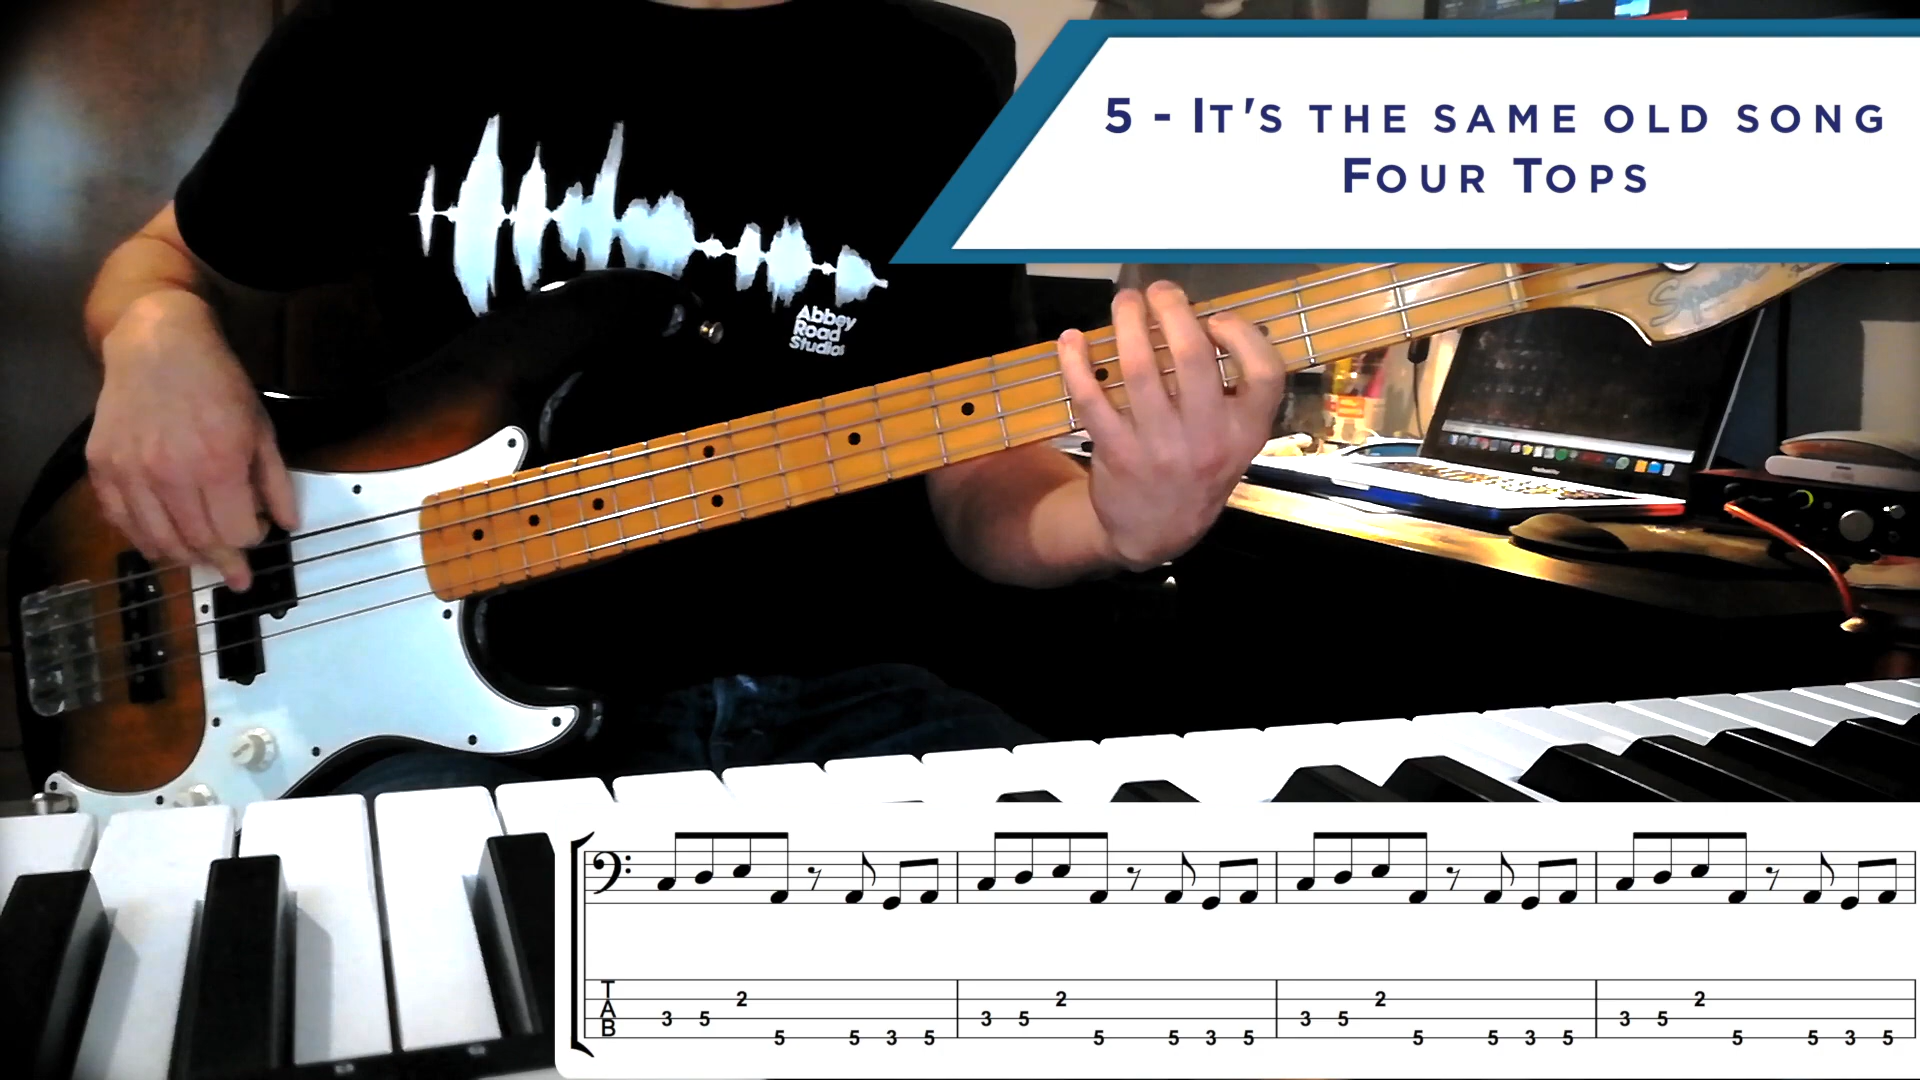 5 - It's the same old song
Four Tops
Abbey
Road
Studios
T
A
B
2 2 2 2
3 5 3 5 3 5 3 5
5 5 3 5 5 5 3 5 5 5 3 5 5 5 3 5